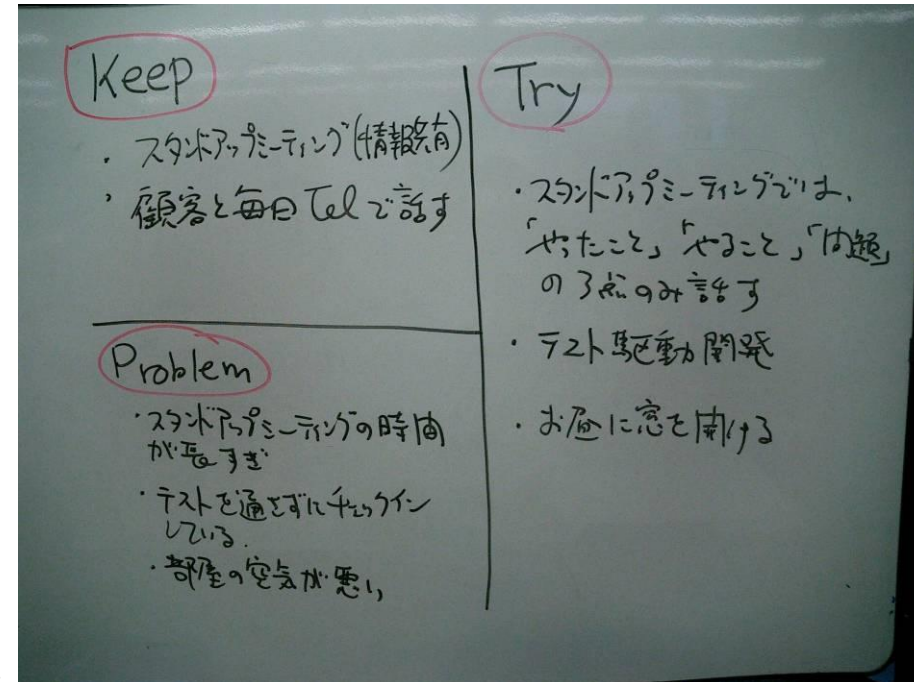 Keep
・スタンドアップミーティング(情報共有)
・顧客と毎日Telで話す
Problem
・スタンドアップミーティングの時間
が長すぎ
・テストを通さずにチェックイン
している.
・部屋の空気が悪い
Try
・スタンドアップミーティングでは、
「やったこと」「やること」「問題」
の3点のみ話す
・テスト駆動開発
・お昼に窓を開ける